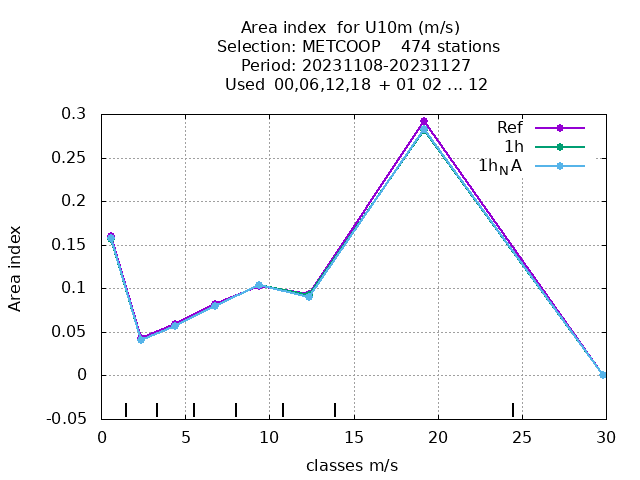 Area index  for U10m (m/s)
Selection: METCOOP    474 stations
Period: 20231108-20231127
Used  00,06,12,18  + 01 02 ... 12
Ref
1h
1h_NA
0.3
0.25
0.2
0.15
0.1
0.05
0
-0.05
Area index
0 5 10 15 20 25 30
classes m/s